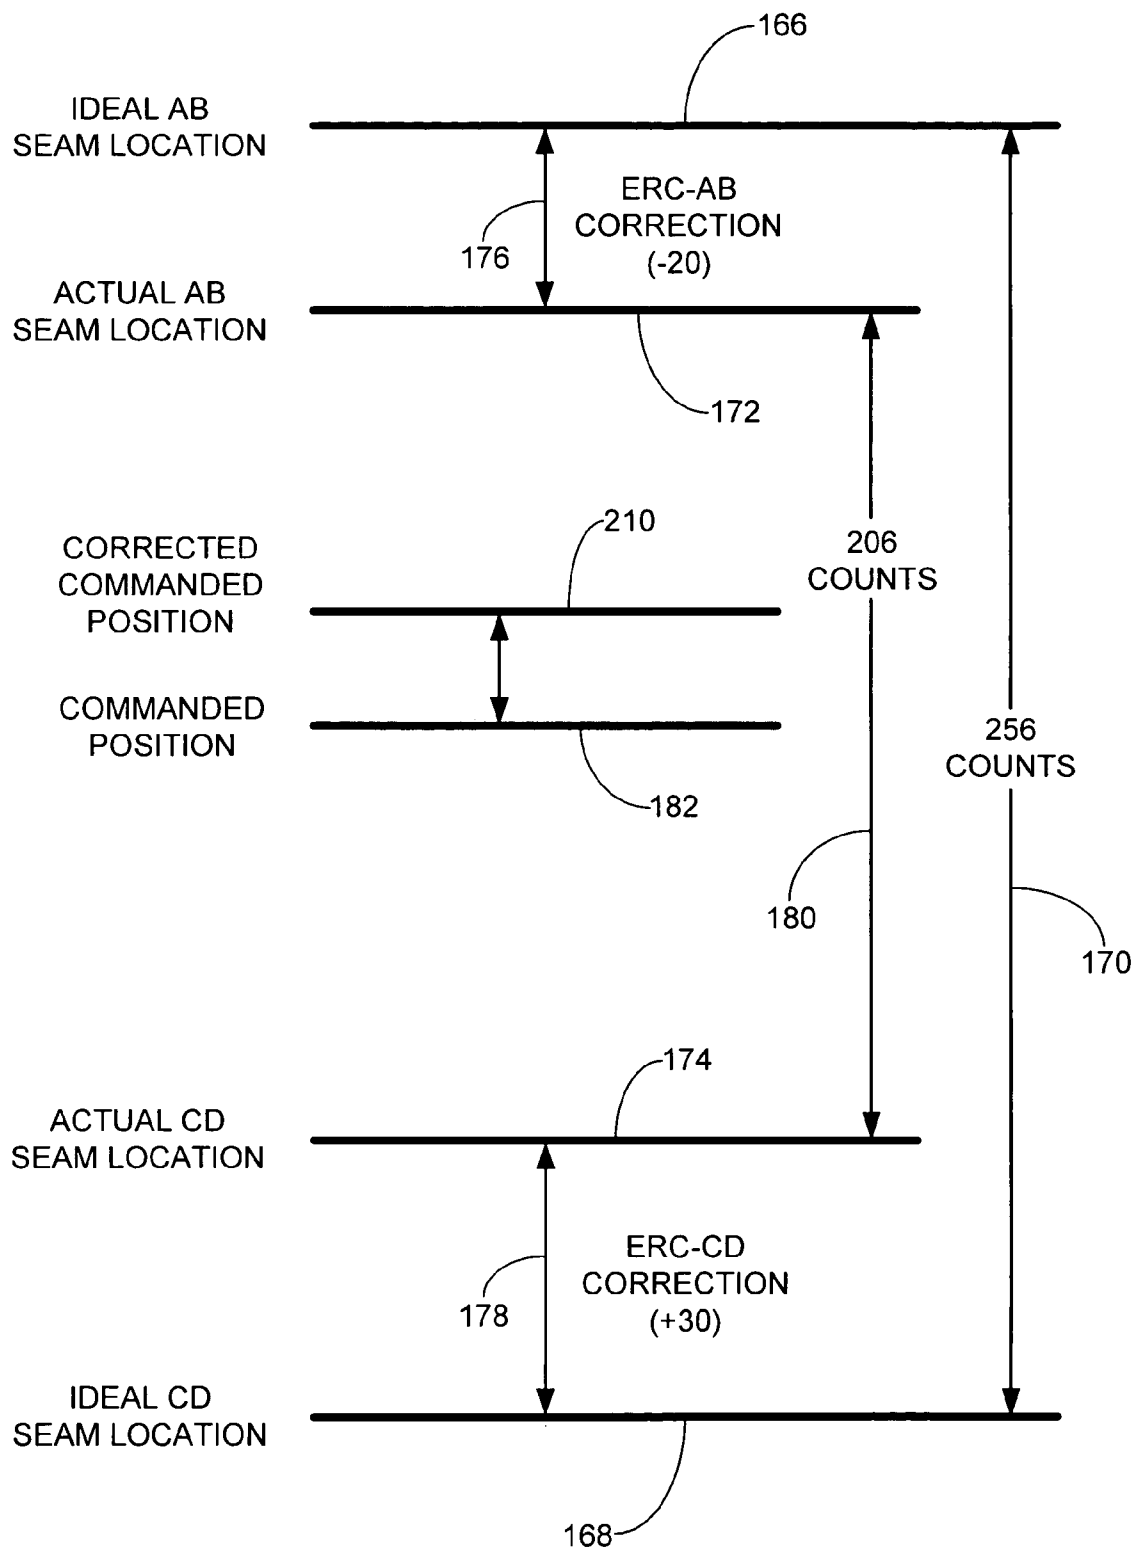 166
IDEAL AB
SEAM LOCATION
ERC-AB
CORRECTION
(-20)
176
ACTUAL AB
SEAM LOCATION
172
210
CORRECTED
COMMANDED
POSITION
206
COUNTS
COMMANDED
POSITION
256
COUNTS
182
180
170
174
ACTUAL CD
SEAM LOCATION
ERC-CD
CORRECTION
(+30)
178
IDEAL CD
SEAM LOCATION
168